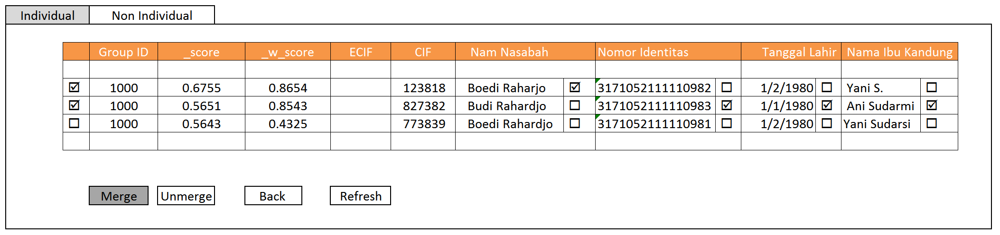 Individual Non Individual
Group ID _score _w_score ECIF CIF Nam Nasabah Nomor Identitas Tanggal Lahir Nama Ibu Kandung
☑ 1000 0.6755 0.8654 123818 Boedi Raharjo ☑ 3171052111110982 ☐ 1/2/1980 ☐ Yani S. ☐
☑ 1000 0.5651 0.8543 827382 Budi Rahardjo ☐ 3171052111110983 ☑ 1/1/1980 ☑ Ani Sudarmi ☑
☐ 1000 0.5643 0.4325 773839 Boedi Rahardjo ☐ 3171052111110981 ☐ 1/2/1980 ☐ Yani Sudarsi ☐
Merge Unmerge Back Refresh